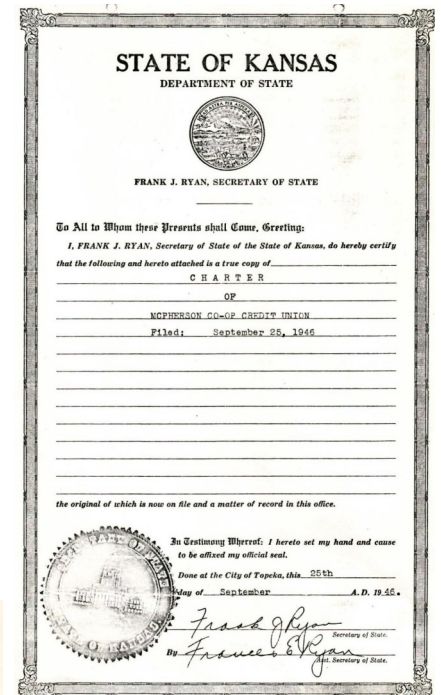 STATE OF KANSAS
DEPARTMENT OF STATE
FRANK J. RYAN, SECRETARY OF STATE
To All to Whom these Presents shall Come, Greeting:
I, FRANK J. RYAN, Secretary of State of the State of Kansas, do hereby certify
that the following and hereto attached is a true copy of
CHARTER
OF
MCPHERSON CO-OP CREDIT UNION
Filed: September 25, 1946
the original of which is now on file and a matter of record in this office.
In Testimony Whereof: I hereto set my hand and cause
to be affixed my official seal.
Done at the City of Topeka, this 25th
day of September A. D. 1946.
Frank J Ryan
Secretary of State.
By Frances E Ryan
Asst. Secretary of State.